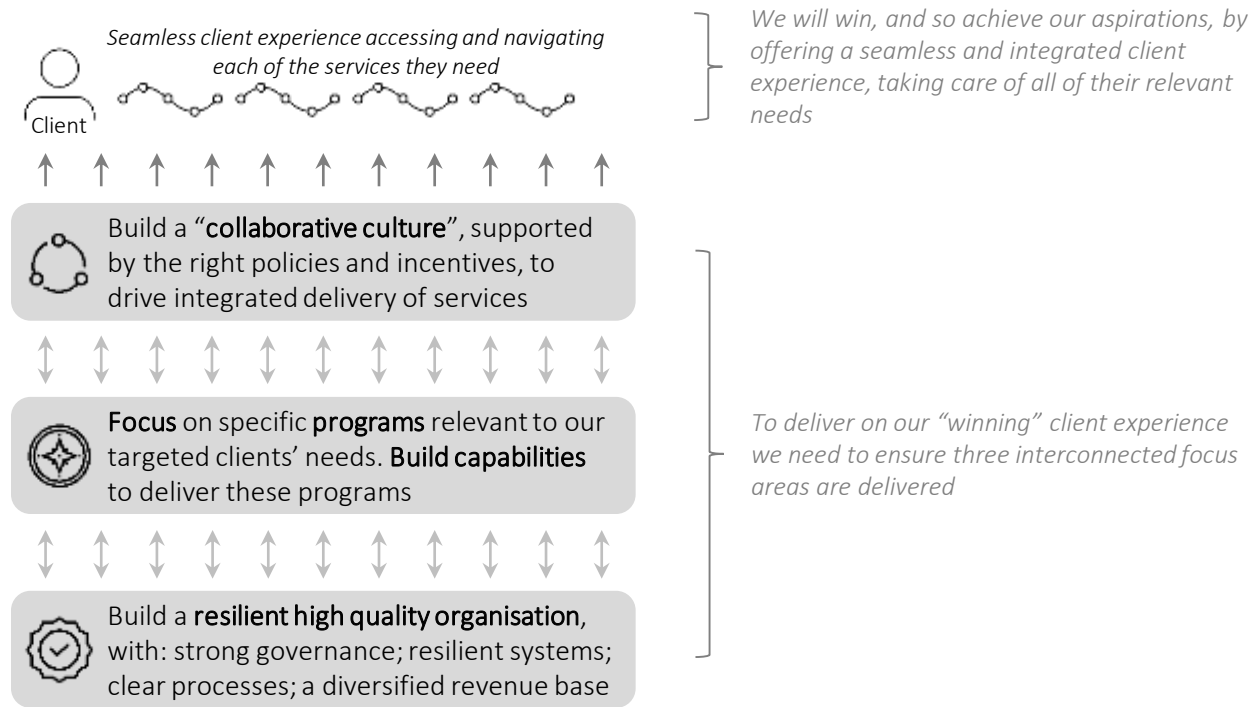 Seamless client experience accessing and navigating
each of the services they need
Client
We will win, and so achieve our aspirations, by
offering a seamless and integrated client
experience, taking care of all of their relevant
needs
Build a “collaborative culture”, supported
by the right policies and incentives, to
drive integrated delivery of services
Focus on specific programs relevant to our
targeted clients’ needs. Build capabilities
to deliver these programs
Build a resilient high quality organisation,
with: strong governance; resilient systems;
clear processes; a diversified revenue base
To deliver on our “winning” client experience
we need to ensure three interconnected focus
areas are delivered